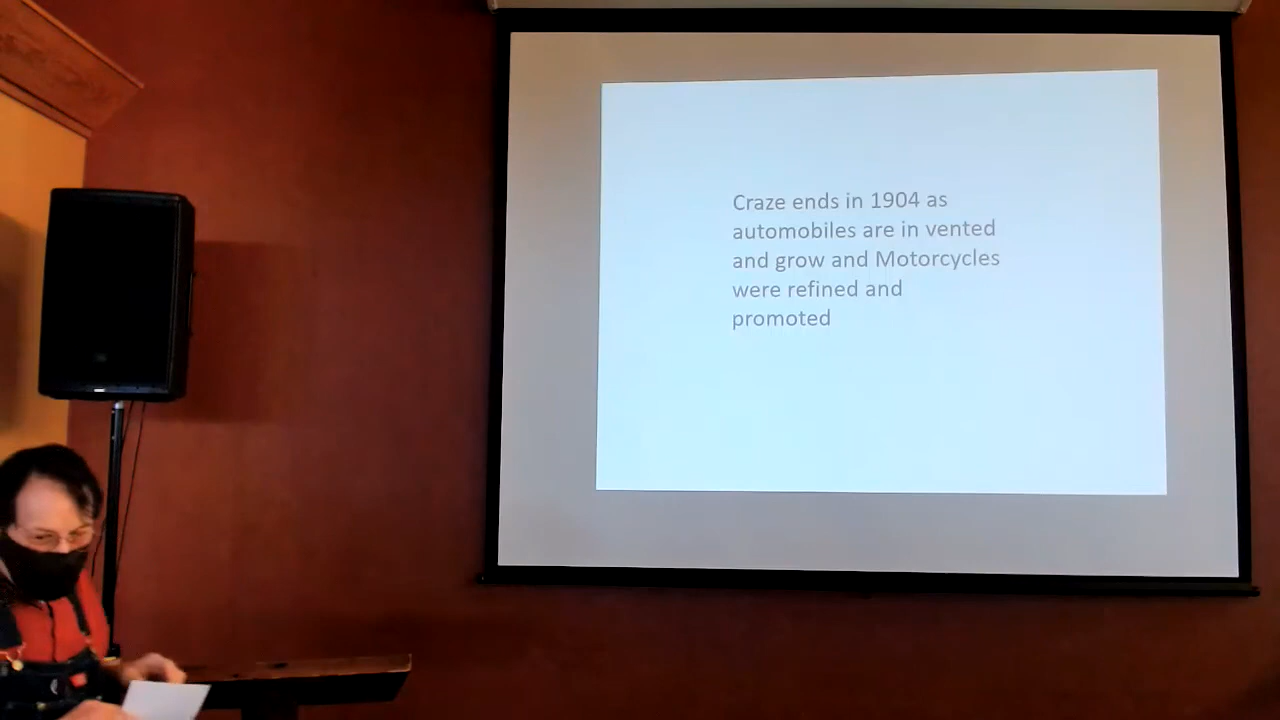 Craze ends in 1904 as
automobiles are in vented
and grow and Motorcycles
were refined and
promoted